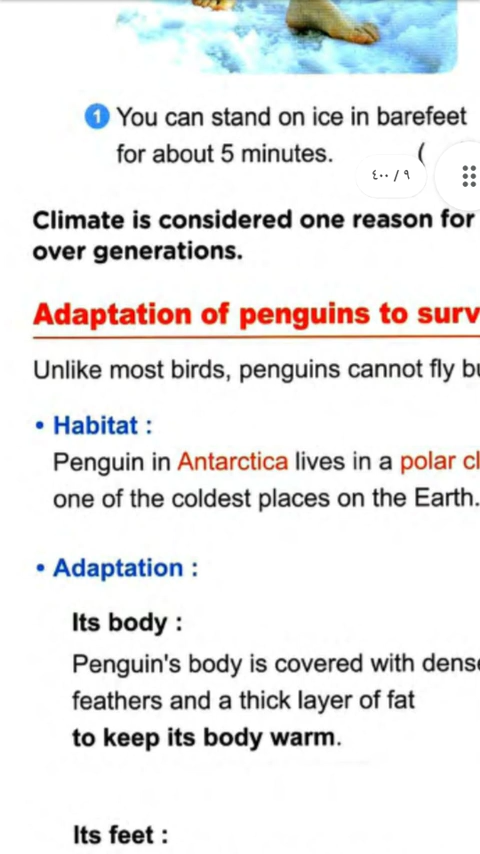 1 You can stand on ice in barefeet
for about 5 minutes. (
٤٠٠ / ٩
Climate is considered one reason for
over generations.
Adaptation of penguins to surv
Unlike most birds, penguins cannot fly bu
• Habitat :
Penguin in Antarctica lives in a polar cl
one of the coldest places on the Earth.
• Adaptation :
Its body :
Penguin's body is covered with dense
feathers and a thick layer of fat
to keep its body warm.
Its feet :